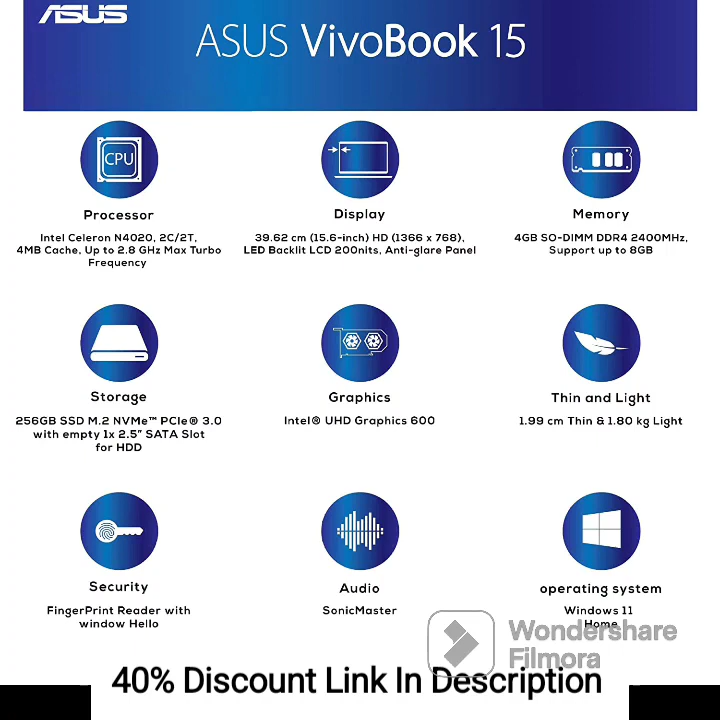 ASUS
ASUS VivoBook 15
CPU
Processor
Intel Celeron N4020, 2C/2T,
4MB Cache, Up to 2.8 GHz Max Turbo
Frequency
Display
39.62 cm (15.6-inch) HD (1366 x 768),
LED Backlit LCD 200nits, Anti-glare Panel
Memory
4GB SO-DIMM DDR4 2400MHz,
Support up to 8GB
Storage
256GB SSD M.2 NVMe™ PCIe® 3.0
with empty 1x 2.5" SATA Slot
for HDD
Graphics
Intel® UHD Graphics 600
Thin and Light
1.99 cm Thin & 1.80 kg Light
Security
FingerPrint Reader with
window Hello
Audio
SonicMaster
operating system
Windows 11
Home
Wondershare
Filmora
40% Discount Link In Description